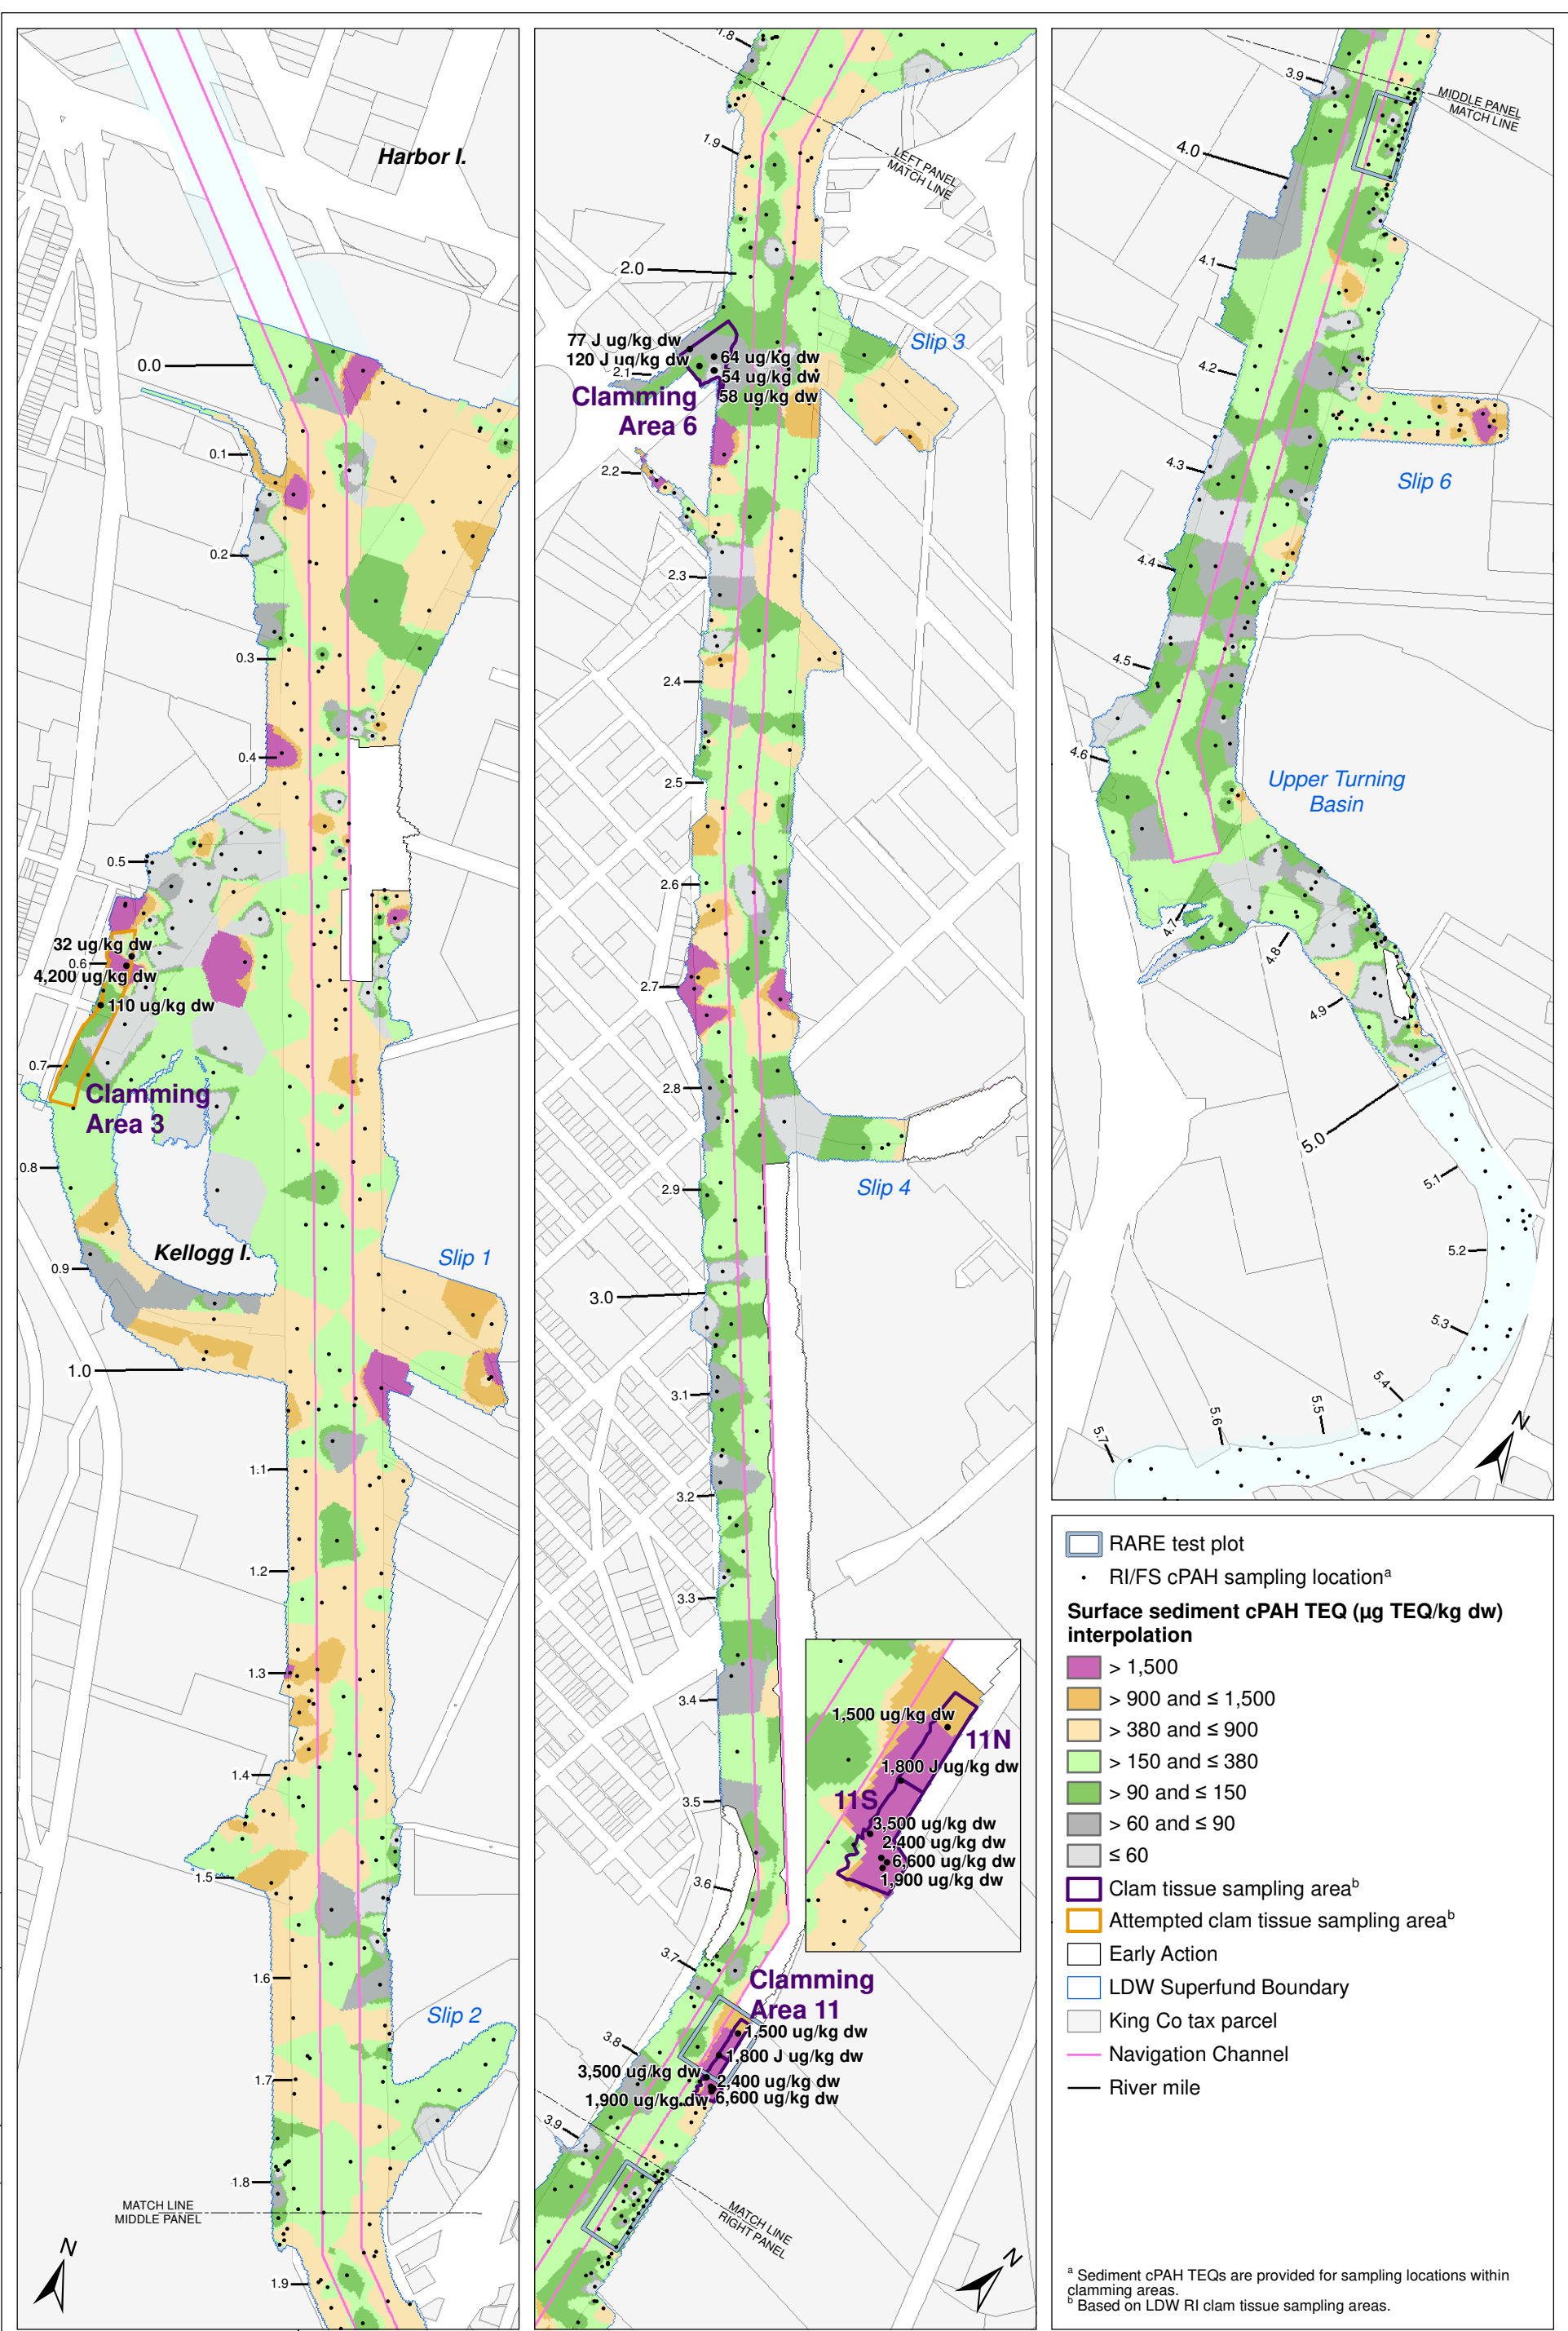 Harbor I.
0.0
0.1
0.2
0.3
0.4
0.5
32 ug/kg dw
0.6
4,200 ug/kg dw
110 ug/kg dw
0.7
Clamming
Area 3
0.8
Kellogg I.
Slip 1
0.9
1.0
1.1
1.2
1.3
1.4
1.5
1.6
Slip 2
1.7
1.8
MATCH LINE
MIDDLE PANEL
1.9
N
1.8
1.9
LEFT PANEL
MATCH LINE
2.0
77 J ug/kg dw
120 J ug/kg dw
64 ug/kg dw
54 ug/kg dw
58 ug/kg dw
2.1
Slip 3
Clamming
Area 6
2.2
2.3
2.4
2.5
2.6
2.7
2.8
2.9
Slip 4
3.0
3.1
3.2
3.3
3.4
3.5
1,500 ug/kg dw
11N
1,800 J ug/kg dw
11S
3,500 ug/kg dw
2,400 ug/kg dw
6,600 ug/kg dw
1,900 ug/kg dw
3.6
3.7
Clamming
Area 11
1,500 ug/kg dw
3.8
1,800 J ug/kg dw
3,500 ug/kg dw
2,400 ug/kg dw
1,900 ug/kg dw
6,600 ug/kg dw
3.9
MATCH LINE
RIGHT PANEL
N
3.9
MIDDLE PANEL
MATCH LINE
4.0
4.1
4.2
4.3
Slip 6
4.4
4.5
4.6
Upper Turning
Basin
4.7
4.8
4.9
5.0
5.1
5.2
5.3
5.4
5.5
5.6
5.7
N
RARE test plot
RI/FS cPAH sampling location^a
Surface sediment cPAH TEQ (µg TEQ/kg dw)
interpolation
> 1,500
> 900 and ≤ 1,500
> 380 and ≤ 900
> 150 and ≤ 380
> 90 and ≤ 150
> 60 and ≤ 90
≤ 60
Clam tissue sampling area^b
Attempted clam tissue sampling area^b
Early Action
LDW Superfund Boundary
King Co tax parcel
Navigation Channel
River mile
^a Sediment cPAH TEQs are provided for sampling locations within
clamming areas.
^b Based on LDW RI clam tissue sampling areas.